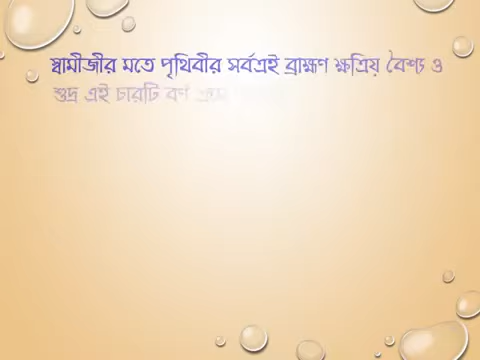 স্বামীজীর মতে পৃথিবীর সর্বত্রই ব্রাহ্মণ ক্ষত্রিয় বৈশ্য ও
শুদ্র এই চারটি বর্ণ